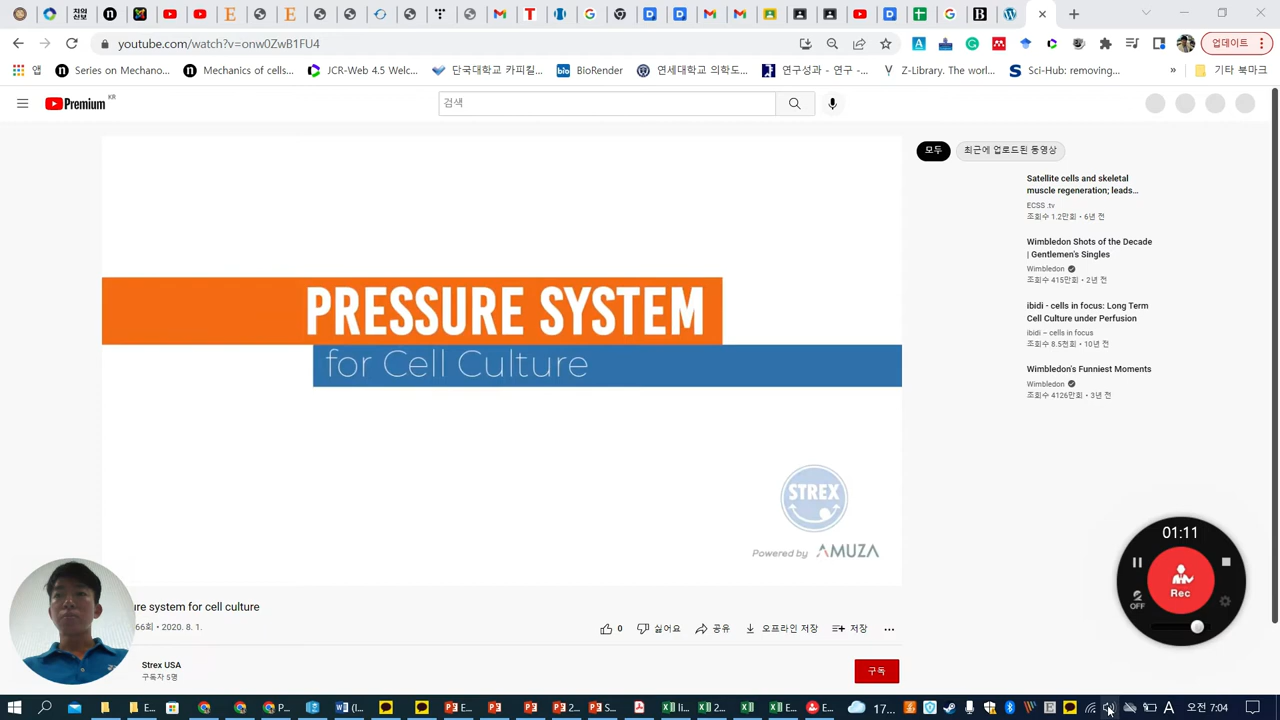 youtube.com/watch?v=6nw0ZwB1FU4
업데이트
앱
Series on Mechano...
Mechanics of cells...
JCR-Web 4.5 Welc...
단국대학교 카피킬...
BioRender
연세대학교 의학도...
연구성과 - 연구 -...
Z-Library. The worl...
Sci-Hub: removing...
»
기타 북마크
Premium KR
검색
모두
최근에 업로드된 동영상
Satellite cells and skeletal
muscle regeneration; leads...
ECSS .tv
조회수 1.2만회 • 6년 전
Wimbledon Shots of the Decade
| Gentlemen's Singles
Wimbledon
조회수 415만회 • 2년 전
ibidi - cells in focus: Long Term
Cell Culture under Perfusion
ibidi – cells in focus
조회수 8.5천회 • 10년 전
Wimbledon's Funniest Moments
Wimbledon
조회수 4126만회 • 3년 전
PRESSURE SYSTEM
for Cell Culture
STREX
Powered by AMUZA
01:11
Rec
OFF
ure system for cell culture
66회 • 2020. 8. 1.
0
싫어요
공유
오프라인 저장
저장
Strex USA
구독자 5명
구독
17...
A
오전 7:04